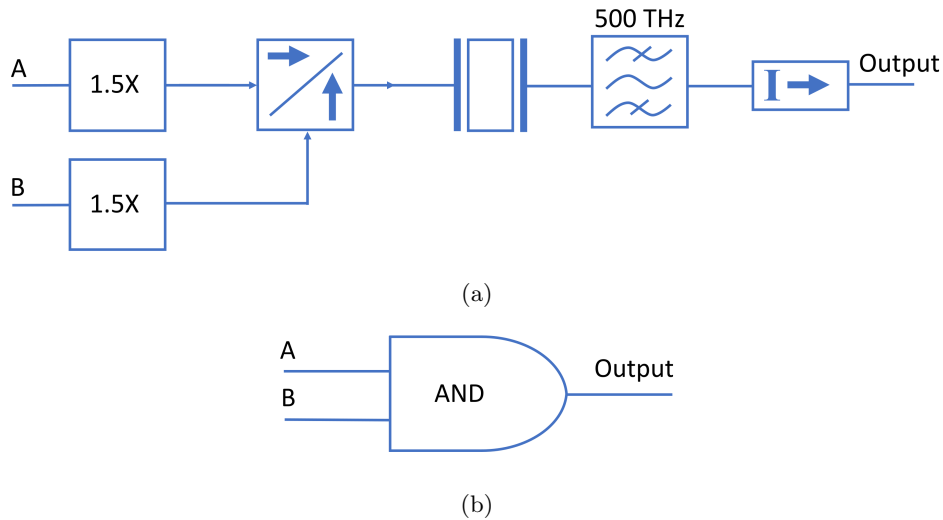 500 THz
A
1.5X
I
Output
B
1.5X
(a)
A
B
AND
Output
(b)